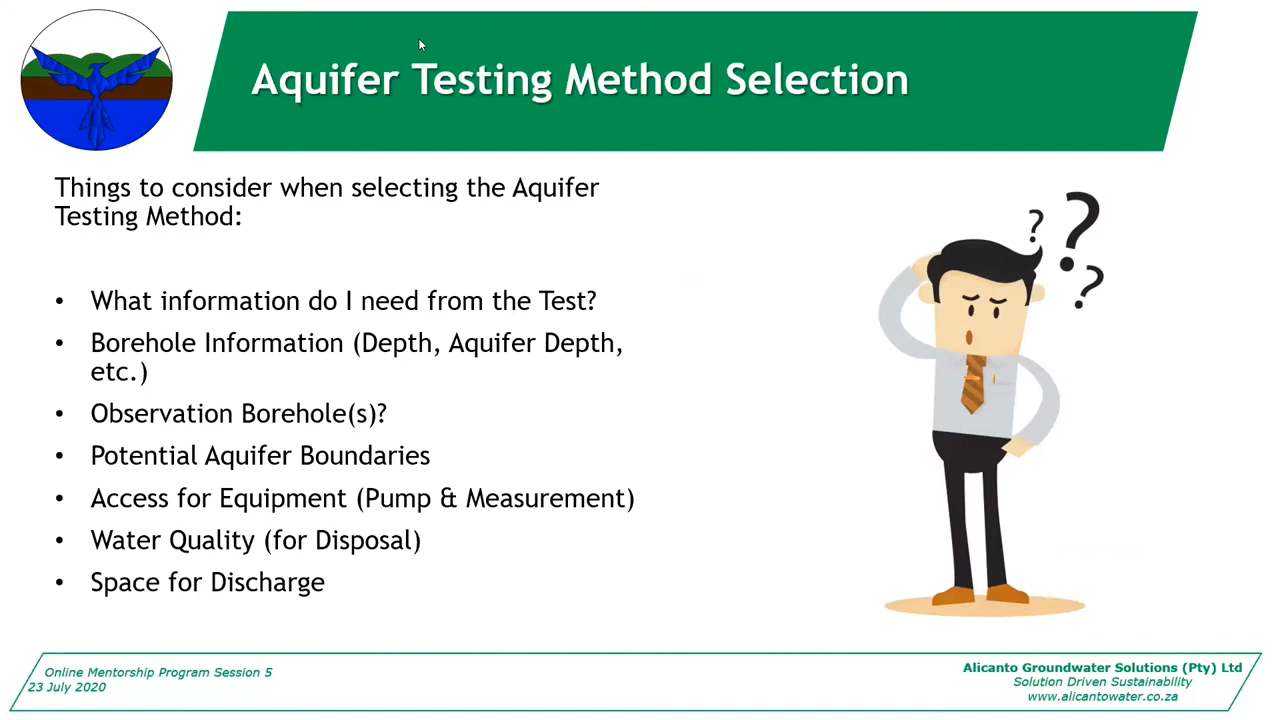 Aquifer Testing Method Selection
Things to consider when selecting the Aquifer
Testing Method:
• What information do I need from the Test?
• Borehole Information (Depth, Aquifer Depth,
etc.)
• Observation Borehole(s)?
• Potential Aquifer Boundaries
• Access for Equipment (Pump & Measurement)
• Water Quality (for Disposal)
• Space for Discharge
? ? ?
Online Mentorship Program Session 5
23 July 2020
Alicanto Groundwater Solutions (Pty) Ltd
Solution Driven Sustainability
www.alicantowater.co.za